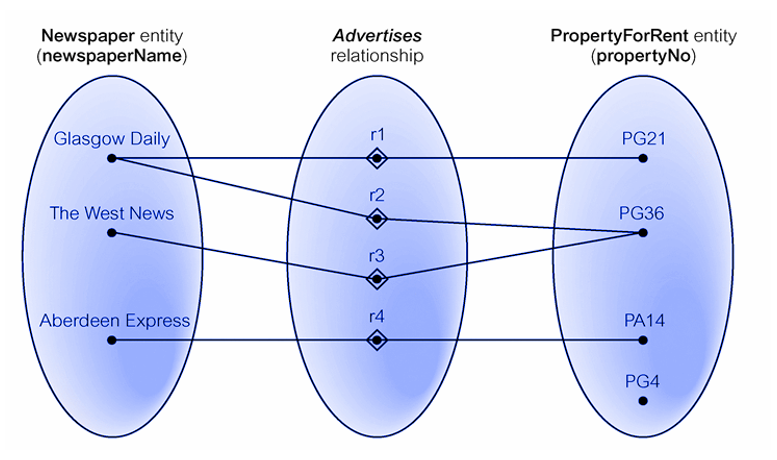 Newspaper entity
(newspaperName)
Advertises
relationship
PropertyForRent entity
(propertyNo)
Glasgow Daily
r1
PG21
r2
The West News
PG36
r3
Aberdeen Express
r4
PA14
PG4